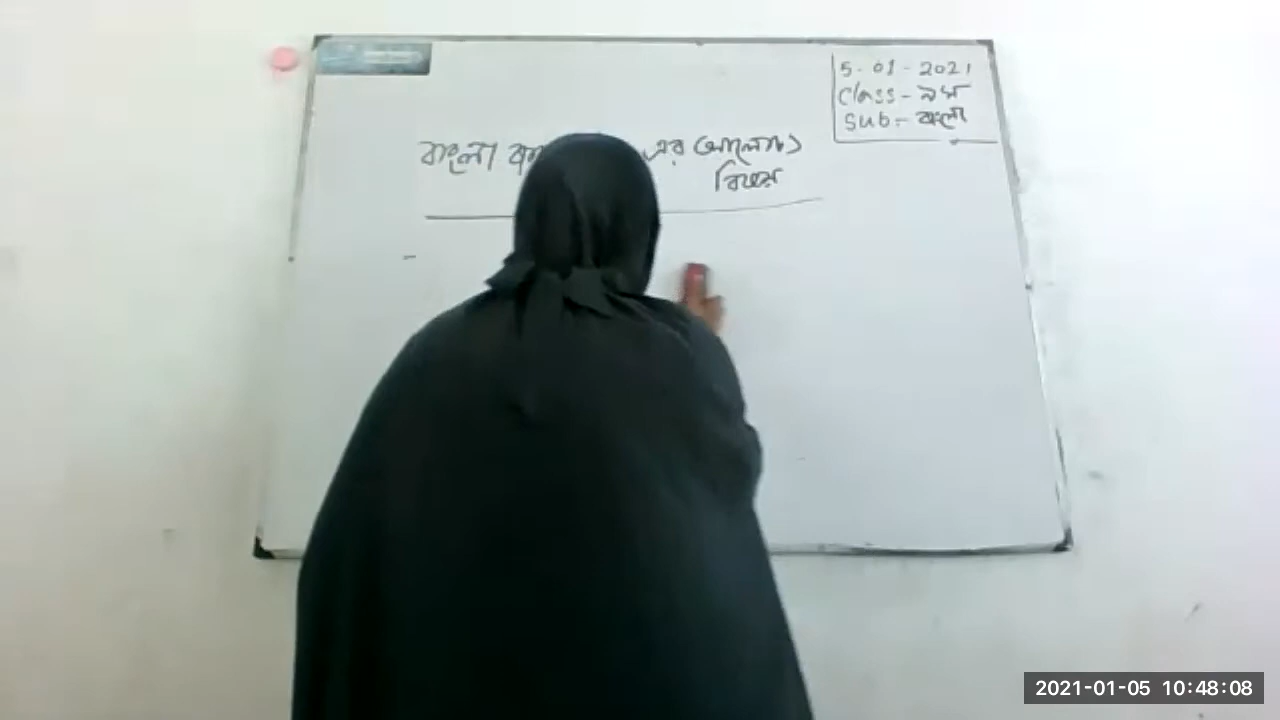 5-01-2021
Class - ৯ম
Sub:- বাংলা
বাংলা এর আলোচ্য
বিষয়
2021-01-05 10:48:08